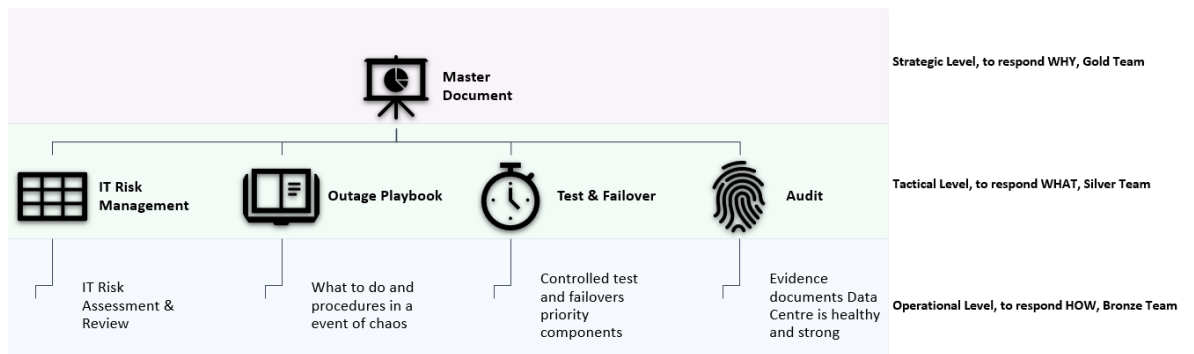 Strategic Level, to respond WHY, Gold Team
Master
Document
IT Risk
Management
Outage Playbook
Test & Failover
Audit
Tactical Level, to respond WHAT, Silver Team
IT Risk
Assessment &
Review
What to do and
procedures in a
event of chaos
Controlled test
and failovers
priority
components
Evidence
documents Data
Centre is healthy
and strong
Operational Level, to respond HOW, Bronze Team